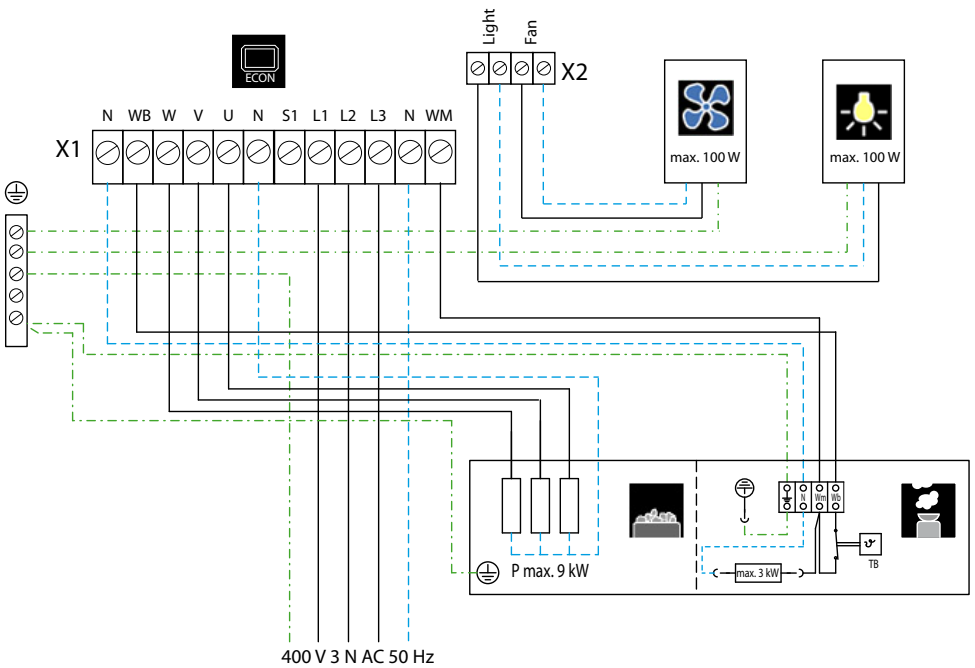 Light
Fan
ECON
X2
N WB W V U N S1 L1 L2 L3 N WM
X1
max. 100 W
max. 100 W
N Wm Wb
ϑ
TB
P max. 9 kW
max. 3 kW
400 V 3 N AC 50 Hz